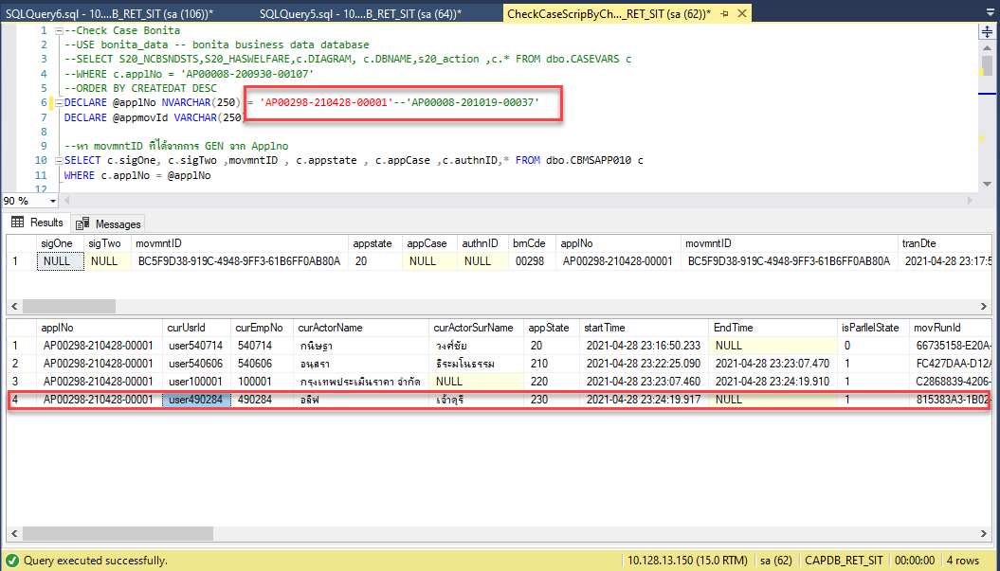 SQLQuery6.sql - 10....B_RET_SIT (sa (106))*    SQLQuery5.sql - 10....B_RET_SIT (sa (64))*    CheckCaseScripByCh..._RET_SIT (sa (62))*
1 --Check Case Bonita
2 --USE bonita_data -- bonita business data database
3 --SELECT S20_NCBSNDSTS,S20_HASWELFARE,c.DIAGRAM, c.DBNAME,s20_action ,c.* FROM dbo.CASEVARS c
4 --WHERE c.applNo = 'AP00008-200930-00107'
5 --ORDER BY CREATEDAT DESC
6 DECLARE @applNo NVARCHAR(250) = 'AP00298-210428-00001'--'AP00008-201019-00037'
7 DECLARE @appmovId VARCHAR(250
8
9 --หา movmntID ที่ได้จากการ GEN จาก Applno
10 SELECT c.sigOne, c.sigTwo ,movmntID , c.appstate , c.appCase ,c.authnID,* FROM dbo.CBMSAPP010 c
11 WHERE c.applNo = @applNo
12
90 %
Results    Messages
sigOne sigTwo movmntID appstate appCase authnID brnCde applNo movmntID tranDte
1 NULL NULL BC5F9D38-919C-4948-9FF3-61B6FF0AB80A 20 NULL NULL 00298 AP00298-210428-00001 BC5F9D38-919C-4948-9FF3-61B6FF0AB80A 2021-04-28 23:17:5
applNo curUsrId curEmpNo curActorName curActorSurName appState startTime EndTime isParllelState movRunId
1 AP00298-210428-00001 user540714 540714 กนิษฐา วงศ์ชัย 20 2021-04-28 23:16:50.233 NULL 0 66735158-E20A-
2 AP00298-210428-00001 user540606 540606 อนุสรา ธีระมโนธรรม 210 2021-04-28 23:22:25.090 2021-04-28 23:23:07.470 1 FC427DAA-D12A
3 AP00298-210428-00001 user100001 100001 กรุงเทพประเมินราคา จำกัด NULL 220 2021-04-28 23:23:07.460 2021-04-28 23:24:19.910 1 C2868839-4206-
4 AP00298-210428-00001 user490284 490284 อลิฟ เจ้าดุรี 230 2021-04-28 23:24:19.917 NULL 1 815383A3-1B02-
Query executed successfully.    10.128.13.150 (15.0 RTM)    sa (62)    CAPDB_RET_SIT    00:00:00    4 rows